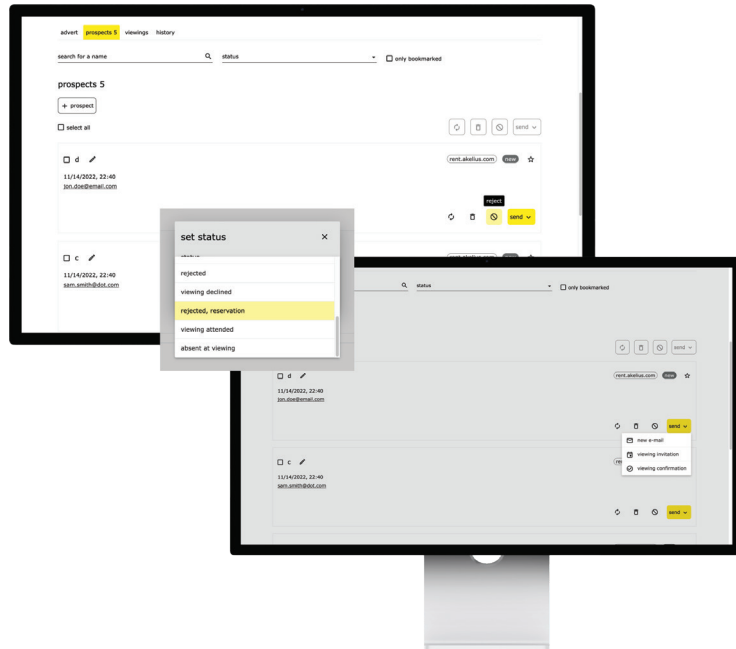 advert prospects 5 viewings history
search for a name status only bookmarked
prospects 5
+ prospect
select all send
d rent.akelius.com new
11/14/2022, 22:40
jon.doe@email.com
reject
send
c
11/14/2022, 22:40
sam.smith@dot.com
set status
status
rejected
viewing declined
rejected, reservation
viewing attended
absent at viewing
status only bookmarked
send
d rent.akelius.com new
11/14/2022, 22:40
jon.doe@email.com
send
new e-mail
viewing invitation
viewing confirmation
c
11/14/2022, 22:40
sam.smith@dot.com
send